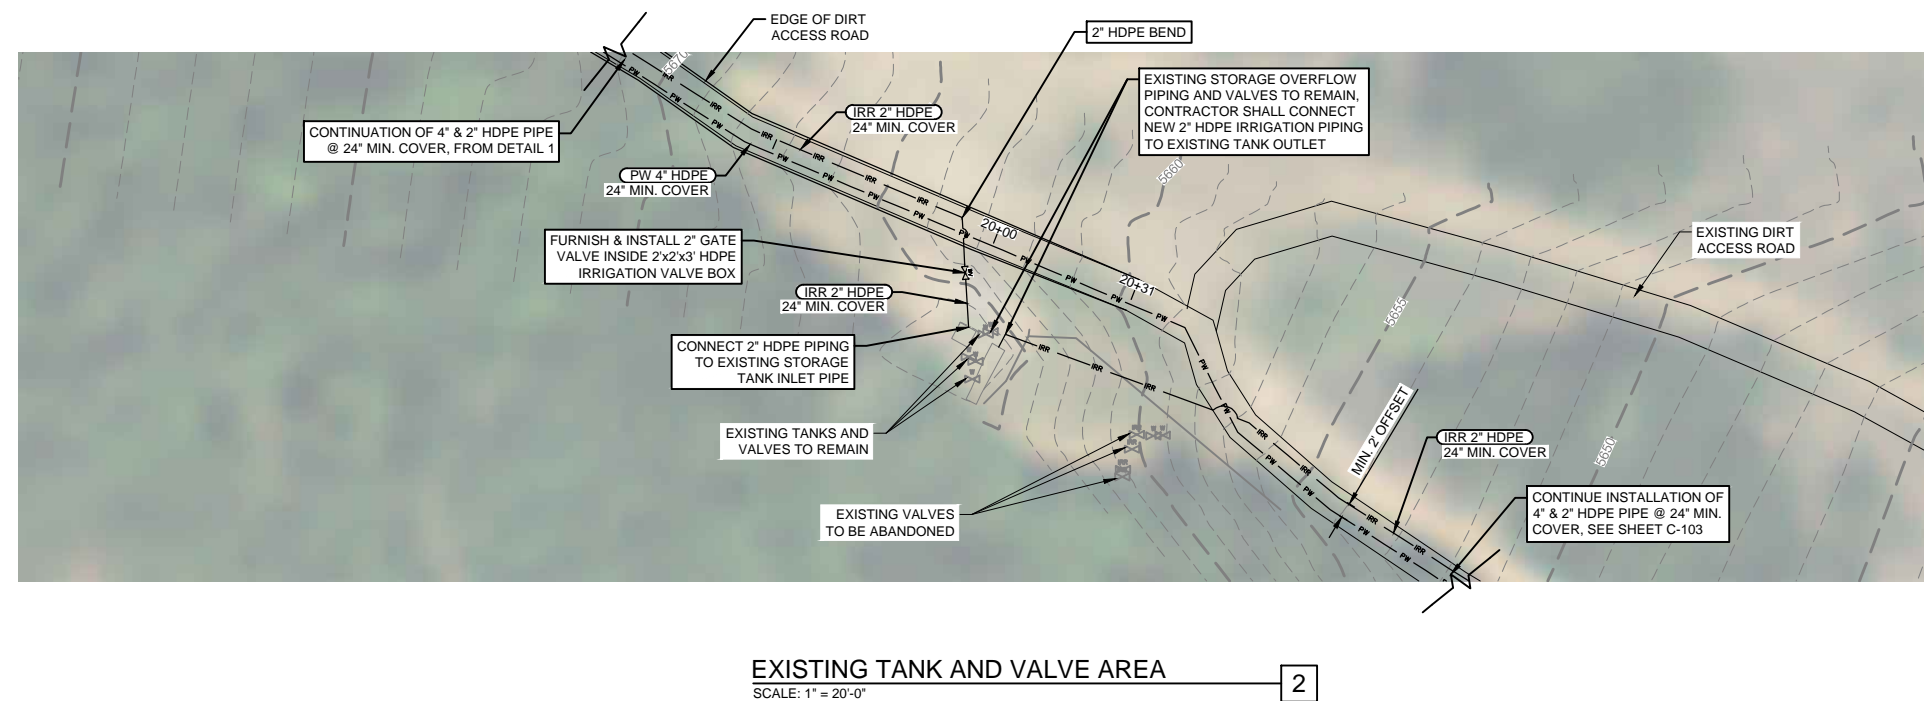 EDGE OF DIRT
ACCESS ROAD
2" HDPE BEND
5670
EXISTING STORAGE OVERFLOW
PIPING AND VALVES TO REMAIN,
CONTRACTOR SHALL CONNECT
NEW 2" HDPE IRRIGATION PIPING
TO EXISTING TANK OUTLET
IRR 2" HDPE
24" MIN. COVER
CONTINUATION OF 4" & 2" HDPE PIPE
@ 24" MIN. COVER, FROM DETAIL 1
PW 4" HDPE
24" MIN. COVER
5660
20+00
20+31
FURNISH & INSTALL 2" GATE
VALVE INSIDE 2'x2'x3' HDPE
IRRIGATION VALVE BOX
EXISTING DIRT
ACCESS ROAD
IRR 2" HDPE
24" MIN. COVER
5655
CONNECT 2" HDPE PIPING
TO EXISTING STORAGE
TANK INLET PIPE
EXISTING TANKS AND
VALVES TO REMAIN
MIN. 2' OFFSET
IRR 2" HDPE
24" MIN. COVER
5650
EXISTING VALVES
TO BE ABANDONED
CONTINUE INSTALLATION OF
4" & 2" HDPE PIPE @ 24" MIN.
COVER, SEE SHEET C-103
PW
IRR
EXISTING TANK AND VALVE AREA
2
SCALE: 1" = 20'-0"